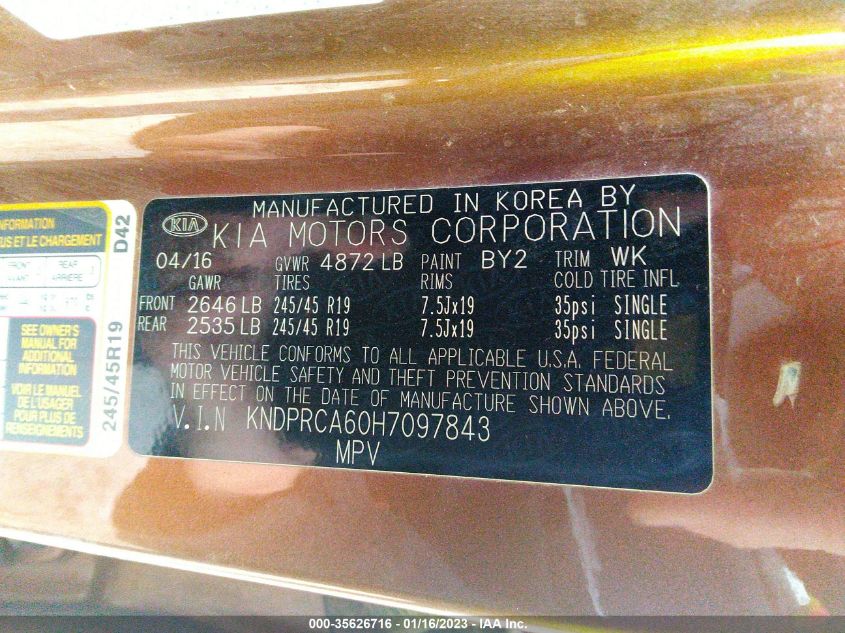 MANUFACTURED IN KOREA BY
KIA KIA MOTORS CORPORATION
04/16 GVWR 4872 LB PAINT BY2 TRIM WK
GAWR TIRES RIMS COLD TIRE INFL
FRONT 2646 LB 245/45 R19 7.5Jx19 35psi SINGLE
REAR 2535 LB 245/45 R19 7.5Jx19 35psi SINGLE
THIS VEHICLE CONFORMS TO ALL APPLICABLE U.S.A. FEDERAL
MOTOR VEHICLE SAFETY AND THEFT PREVENTION STANDARDS
IN EFFECT ON THE DATE OF MANUFACTURE SHOWN ABOVE.
V.I.N KNDPRCA60H7097843
MPV
INFORMATION
US ET LE CHARGEMENT
FRONT REAR
ARRIERE
SEE OWNER'S
MANUAL FOR
ADDITIONAL
INFORMATION
VOIR LE MANUEL
DE L'USAGER
POUR PLUS DE
RENSEIGNEMENTS
245/45R19 D42
000-35626716 - 01/16/2023 - IAA Inc.